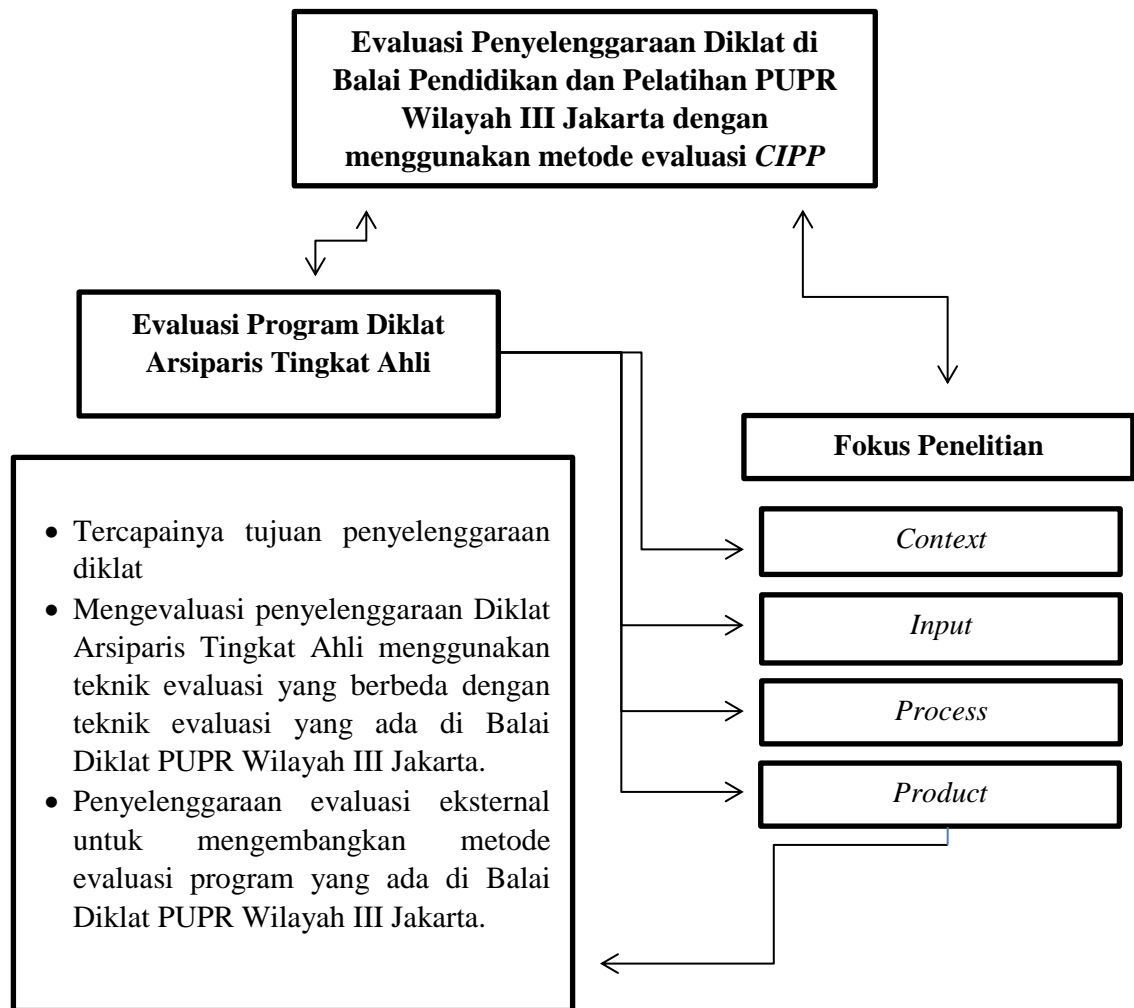 Evaluasi Penyelenggaraan Diklat di
Balai Pendidikan dan Pelatihan PUPR
Wilayah III Jakarta dengan
menggunakan metode evaluasi CIPP
Evaluasi Program Diklat
Arsiparis Tingkat Ahli
Fokus Penelitian
Context
Input
Process
Product
• Tercapainya tujuan penyelenggaraan
diklat
• Mengevaluasi penyelenggaraan Diklat
Arsiparis Tingkat Ahli menggunakan
teknik evaluasi yang berbeda dengan
teknik evaluasi yang ada di Balai
Diklat PUPR Wilayah III Jakarta.
• Penyelenggaraan evaluasi eksternal
untuk mengembangkan metode
evaluasi program yang ada di Balai
Diklat PUPR Wilayah III Jakarta.